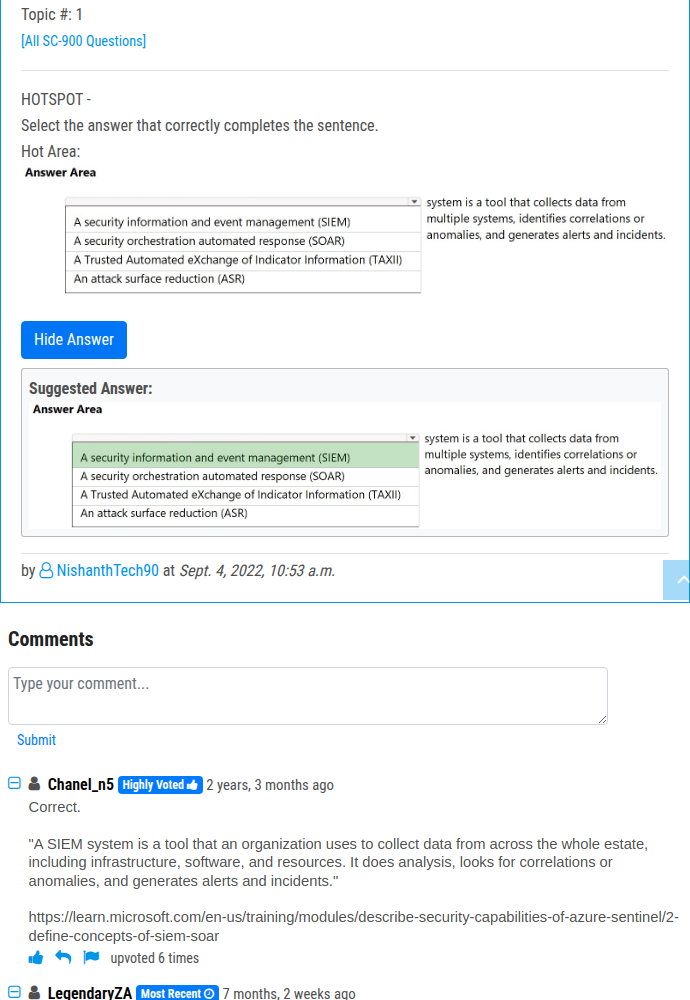 Topic #: 1
[All SC-900 Questions]
HOTSPOT -
Select the answer that correctly completes the sentence.
Hot Area:
Answer Area
system is a tool that collects data from
multiple systems, identifies correlations or
anomalies, and generates alerts and incidents.
A security information and event management (SIEM)
A security orchestration automated response (SOAR)
A Trusted Automated eXchange of Indicator Information (TAXII)
An attack surface reduction (ASR)
Hide Answer
Suggested Answer:
Answer Area
system is a tool that collects data from
multiple systems, identifies correlations or
anomalies, and generates alerts and incidents.
A security information and event management (SIEM)
A security orchestration automated response (SOAR)
A Trusted Automated eXchange of Indicator Information (TAXII)
An attack surface reduction (ASR)
by NishanthTech90 at Sept. 4, 2022, 10:53 a.m.
Comments
Type your comment...
Submit
Chanel_n5 Highly Voted 2 years, 3 months ago
Correct.
"A SIEM system is a tool that an organization uses to collect data from across the whole estate,
including infrastructure, software, and resources. It does analysis, looks for correlations or
anomalies, and generates alerts and incidents."
https://learn.microsoft.com/en-us/training/modules/describe-security-capabilities-of-azure-sentinel/2-
define-concepts-of-siem-soar
upvoted 6 times
LegendaryZA Most Recent 7 months, 2 weeks ago